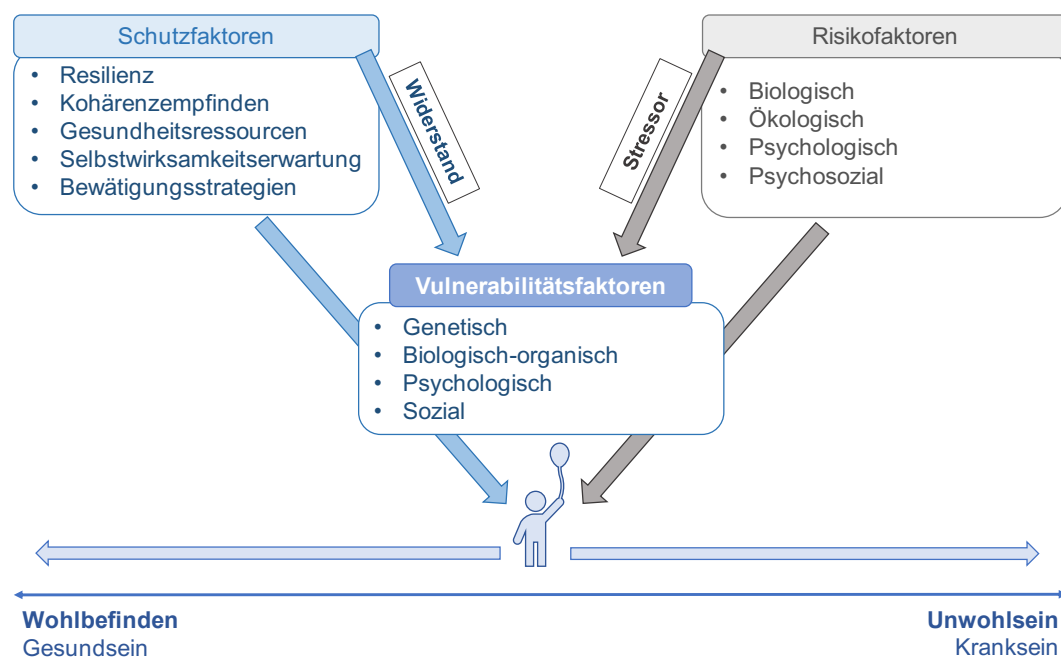 Schutzfaktoren
• Resilienz
• Kohärenzempfinden
• Gesundheitsressourcen
• Selbstwirksamkeitserwartung
• Bewätigungsstrategien
Widerstand
Stressor
Risikofaktoren
• Biologisch
• Ökologisch
• Psychologisch
• Psychosozial
Vulnerabilitätsfaktoren
• Genetisch
• Biologisch-organisch
• Psychologisch
• Sozial
Wohlbefinden
Gesundsein
Unwohlsein
Kranksein